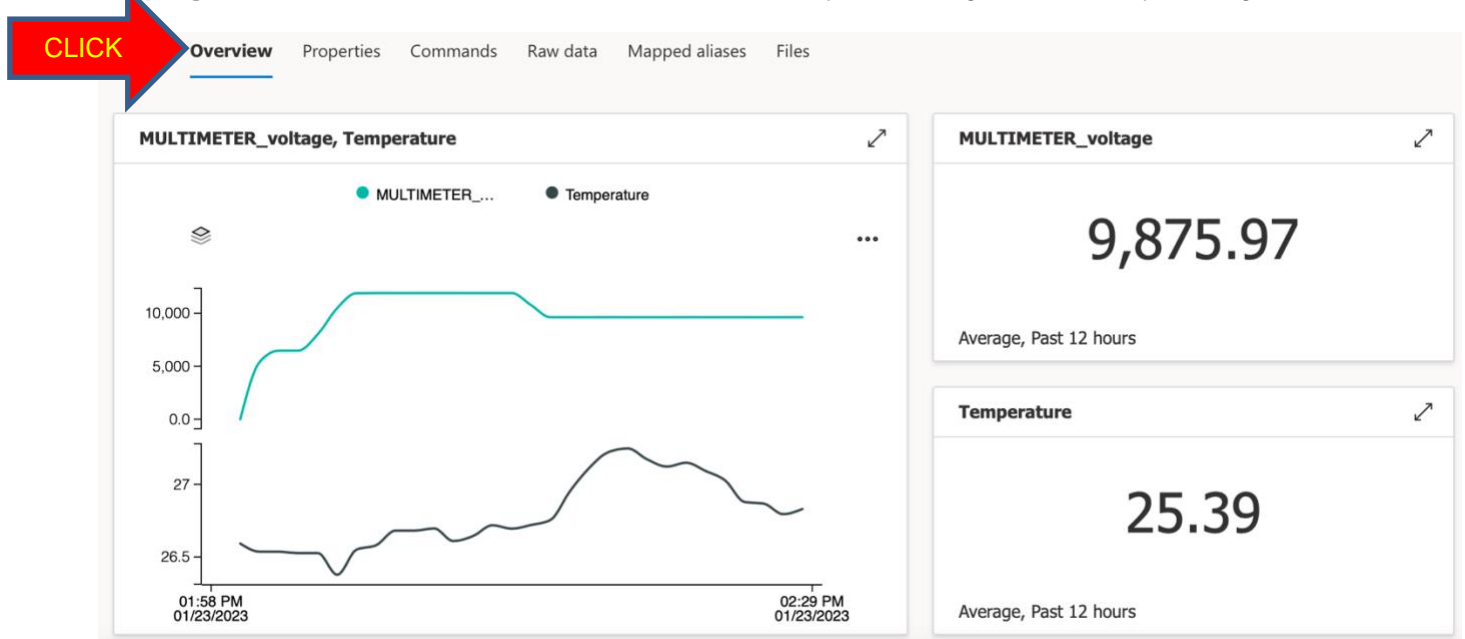 CLICK
Overview Properties Commands Raw data Mapped aliases Files
MULTIMETER_voltage, Temperature
MULTIMETER_... Temperature
10,000
5,000
0.0
27
26.5
01:58 PM
01/23/2023
02:29 PM
01/23/2023
MULTIMETER_voltage
9,875.97
Average, Past 12 hours
Temperature
25.39
Average, Past 12 hours